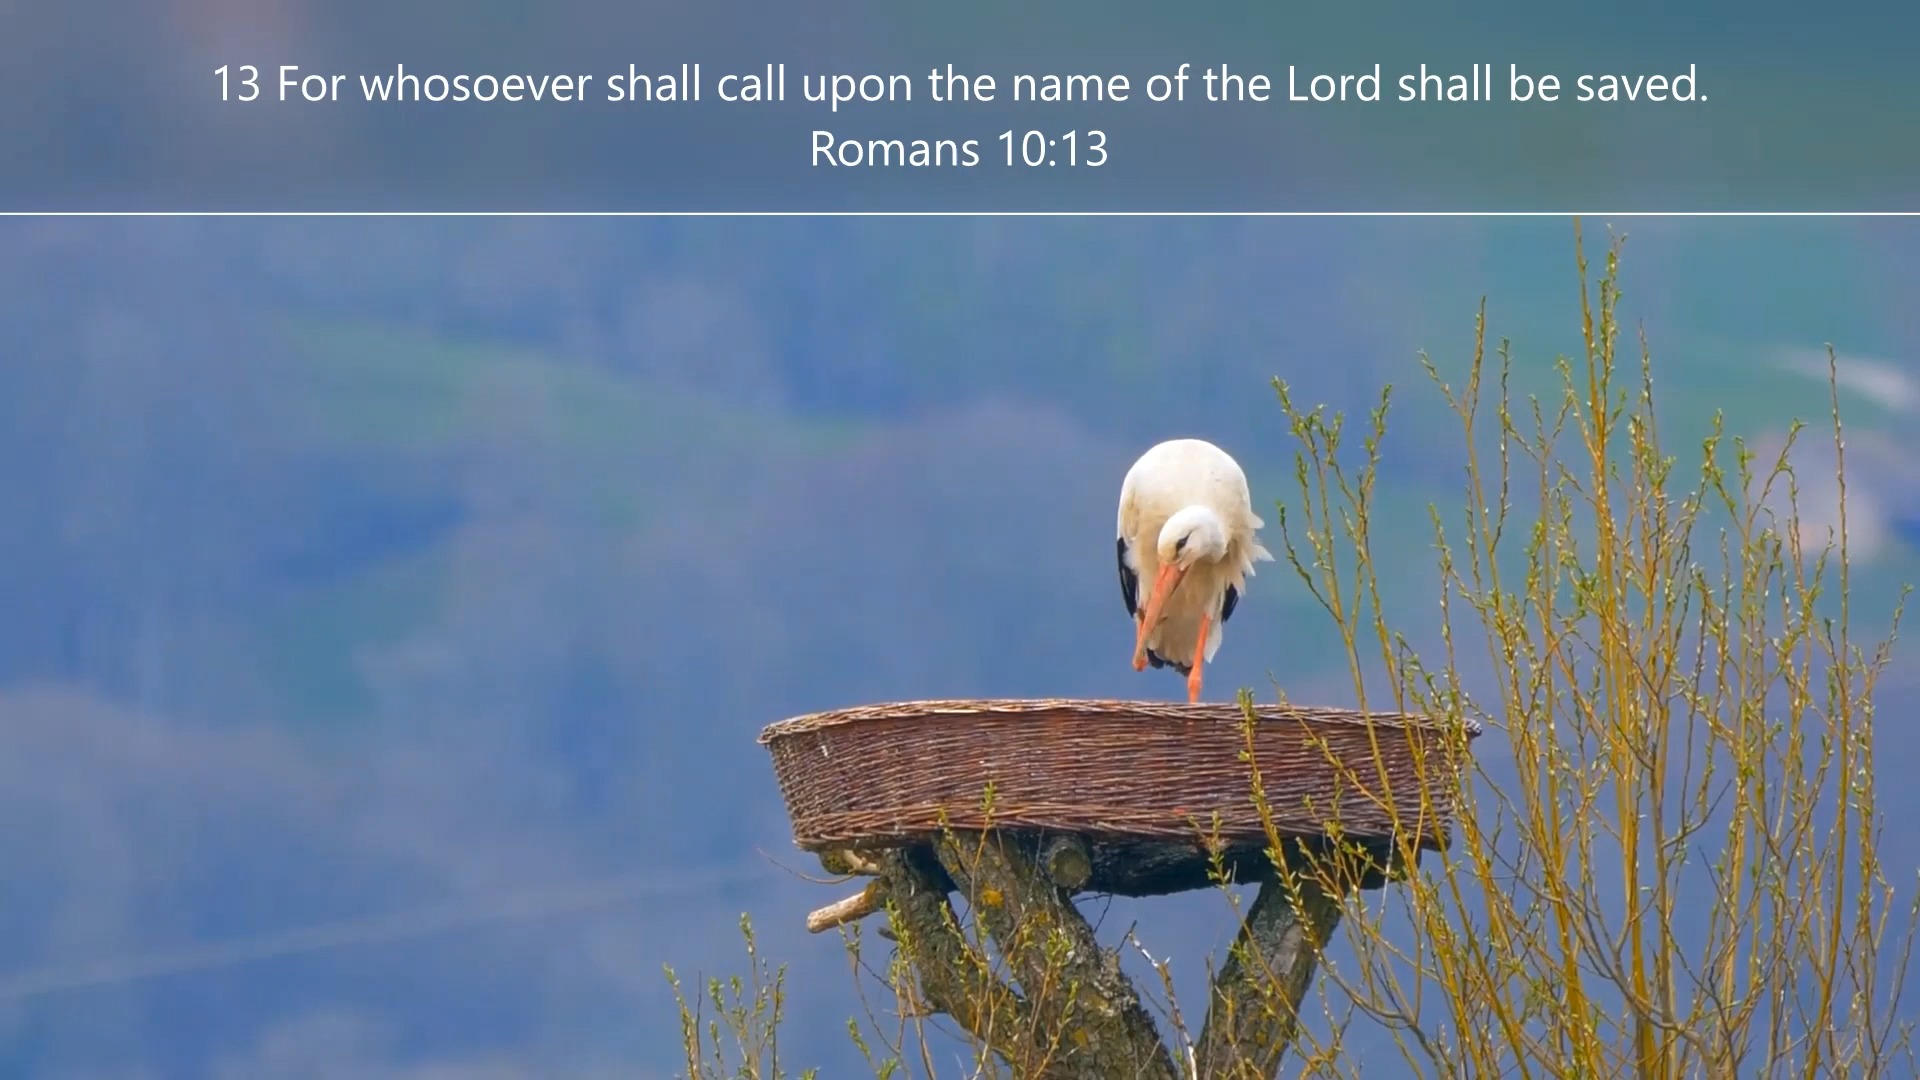 13 For whosoever shall call upon the name of the Lord shall be saved.
Romans 10:13